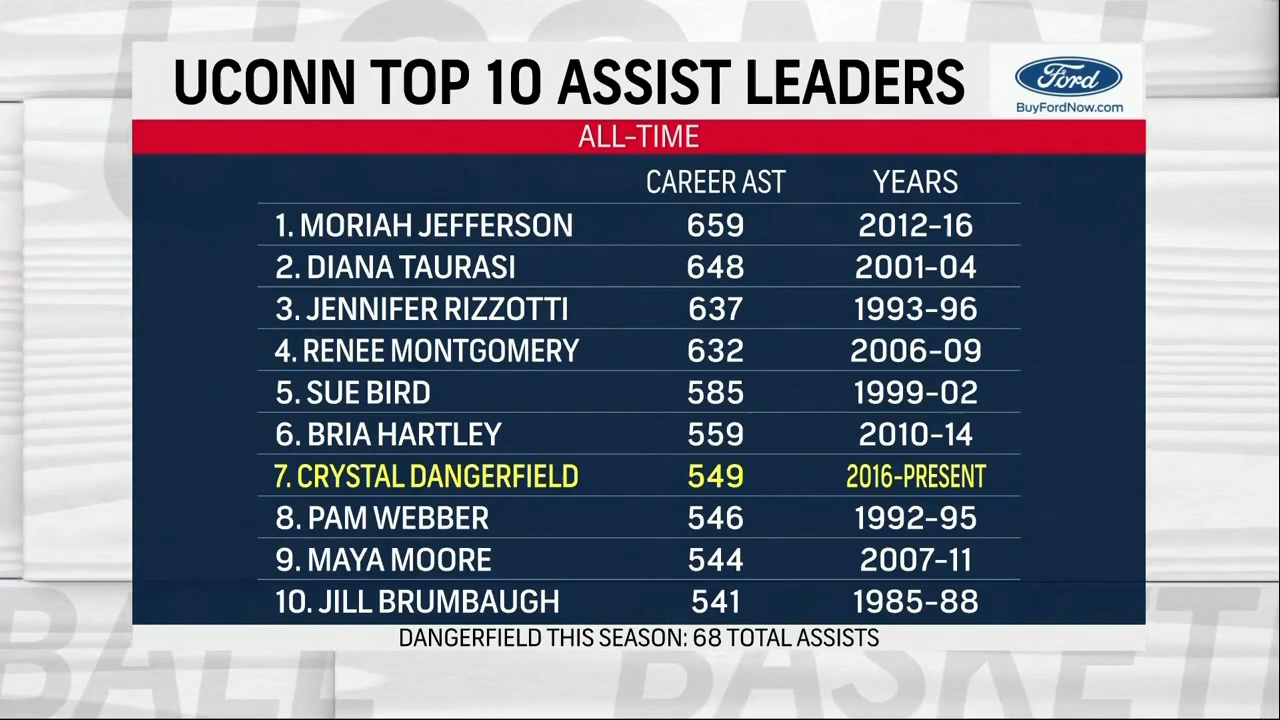 UCONN TOP 10 ASSIST LEADERS
Ford
BuyFordNow.com
ALL-TIME
CAREER AST YEARS
1. MORIAH JEFFERSON 659 2012-16
2. DIANA TAURASI 648 2001-04
3. JENNIFER RIZZOTTI 637 1993-96
4. RENEE MONTGOMERY 632 2006-09
5. SUE BIRD 585 1999-02
6. BRIA HARTLEY 559 2010-14
7. CRYSTAL DANGERFIELD 549 2016-PRESENT
8. PAM WEBBER 546 1992-95
9. MAYA MOORE 544 2007-11
10. JILL BRUMBAUGH 541 1985-88
DANGERFIELD THIS SEASON: 68 TOTAL ASSISTS
BALL BASKET